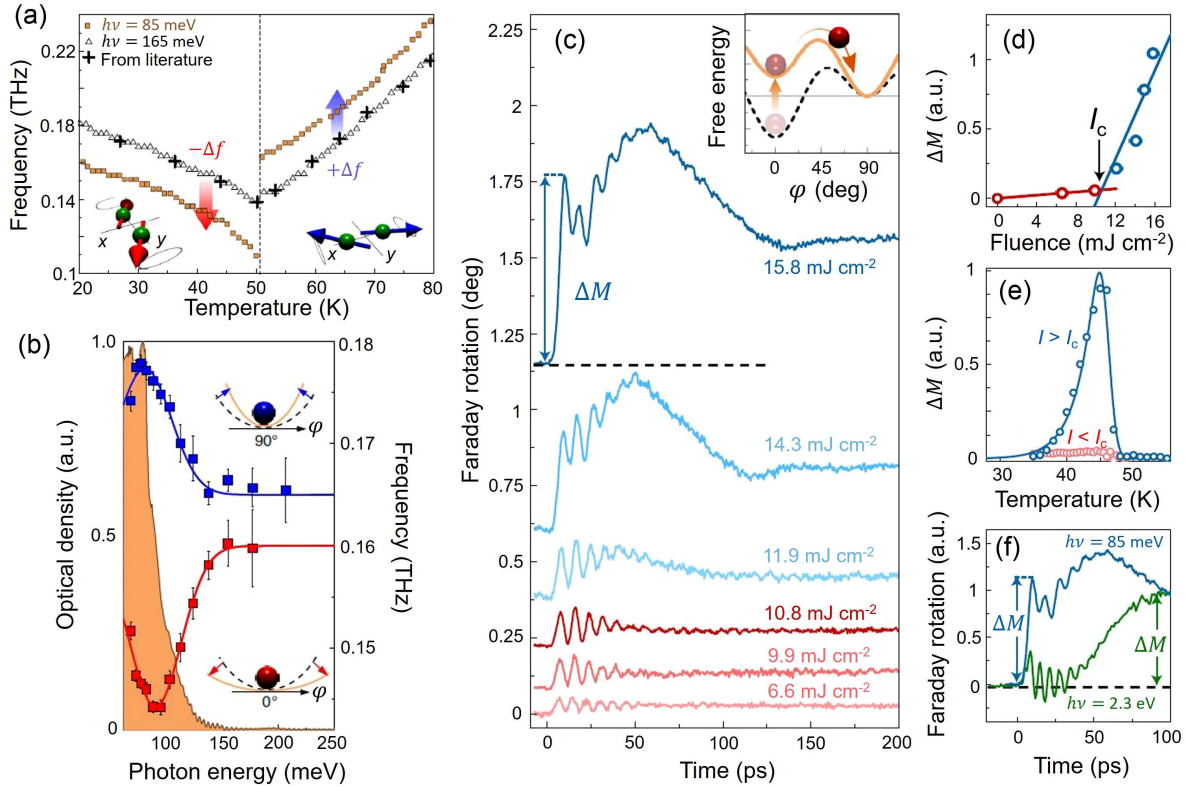 (a)
hν = 85 meV
hν = 165 meV
From literature
−Δf
+Δf
x
y
x
y
Frequency (THz)
0.22
0.18
0.14
0.1
20
30
40
50
60
70
80
Temperature (K)
(b)
1.0
0.5
0
Optical density (a.u.)
0.18
0.17
0.16
0.15
Frequency (THz)
φ
90°
φ
0°
100
150
200
250
Photon energy (meV)
(c)
2.25
2
1.75
1.5
1.25
1
0.75
0.5
0.25
0
Faraday rotation (deg)
Free energy
0
45
90
φ (deg)
ΔM
15.8 mJ cm-2
14.3 mJ cm-2
11.9 mJ cm-2
10.8 mJ cm-2
9.9 mJ cm-2
6.6 mJ cm-2
0
50
100
150
200
Time (ps)
(d)
ΔM (a.u.)
1
0.5
0
Ic
0
4
8
12
16
Fluence (mJ cm-2)
(e)
ΔM (a.u.)
1
0.5
0
I > Ic
I < Ic
30
40
50
Temperature (K)
(f)
Faraday rotation (a.u.)
1.5
1
0.5
0
hν = 85 meV
ΔM
ΔM
hν = 2.3 eV
0
50
100
Time (ps)